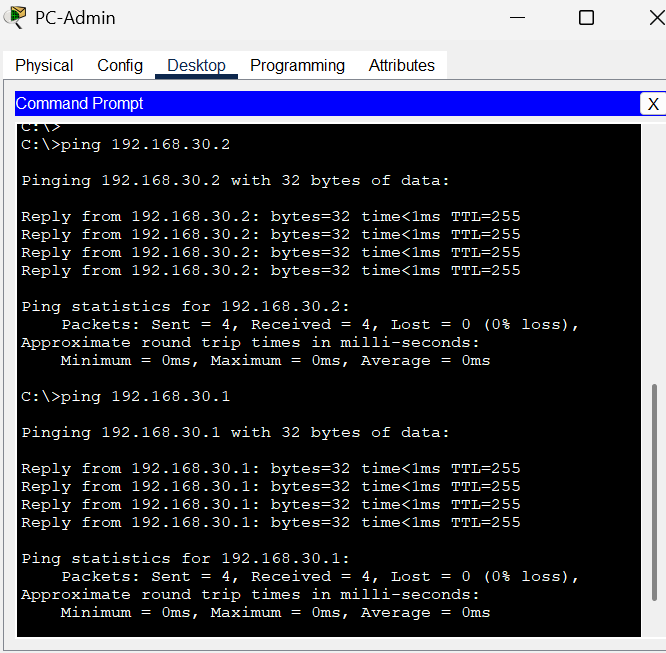 PC-Admin
Physical Config Desktop Programming Attributes
Command Prompt X
C:\>
C:\>ping 192.168.30.2
Pinging 192.168.30.2 with 32 bytes of data:
Reply from 192.168.30.2: bytes=32 time<1ms TTL=255
Reply from 192.168.30.2: bytes=32 time<1ms TTL=255
Reply from 192.168.30.2: bytes=32 time<1ms TTL=255
Reply from 192.168.30.2: bytes=32 time<1ms TTL=255
Ping statistics for 192.168.30.2:
Packets: Sent = 4, Received = 4, Lost = 0 (0% loss),
Approximate round trip times in milli-seconds:
Minimum = 0ms, Maximum = 0ms, Average = 0ms
C:\>ping 192.168.30.1
Pinging 192.168.30.1 with 32 bytes of data:
Reply from 192.168.30.1: bytes=32 time<1ms TTL=255
Reply from 192.168.30.1: bytes=32 time<1ms TTL=255
Reply from 192.168.30.1: bytes=32 time<1ms TTL=255
Reply from 192.168.30.1: bytes=32 time<1ms TTL=255
Ping statistics for 192.168.30.1:
Packets: Sent = 4, Received = 4, Lost = 0 (0% loss),
Approximate round trip times in milli-seconds:
Minimum = 0ms, Maximum = 0ms, Average = 0ms